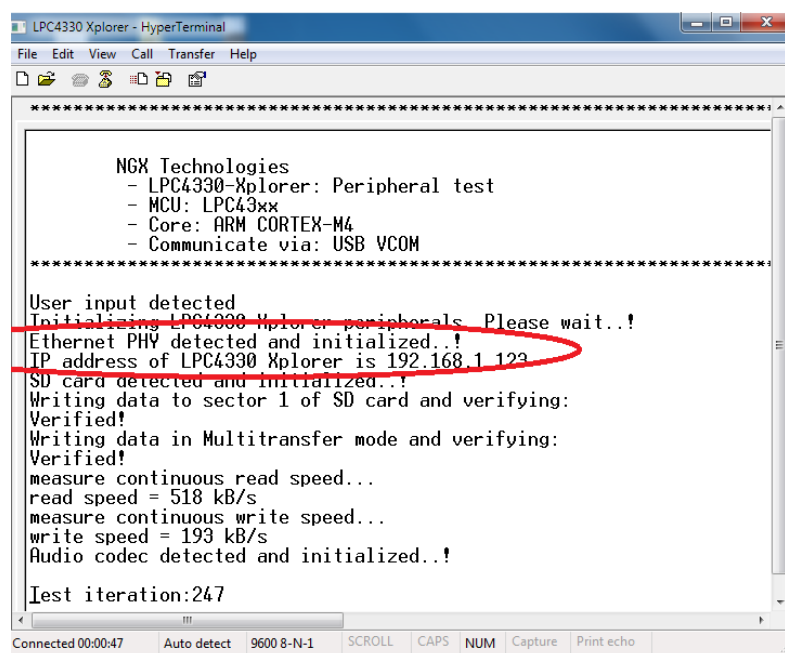 LPC4330 Xplorer - HyperTerminal
File Edit View Call Transfer Help
************************************************************************
NGX Technologies
- LPC4330-Xplorer: Peripheral test
- MCU: LPC43xx
- Core: ARM CORTEX-M4
- Communicate via: USB VCOM
************************************************************************
User input detected
Initializing LPC4330 Xplorer peripherals. Please wait..!
Ethernet PHY detected and initialized..!
IP address of LPC4330 Xplorer is 192.168.1.123
SD card detected and initialized..!
Writing data to sector 1 of SD card and verifying:
Verified!
Writing data in Multitransfer mode and verifying:
Verified!
measure continuous read speed...
read speed = 518 kB/s
measure continuous write speed...
write speed = 193 kB/s
Audio codec detected and initialized..!
Test iteration:247
Connected 00:00:47 Auto detect 9600 8-N-1 SCROLL CAPS NUM Capture Print echo